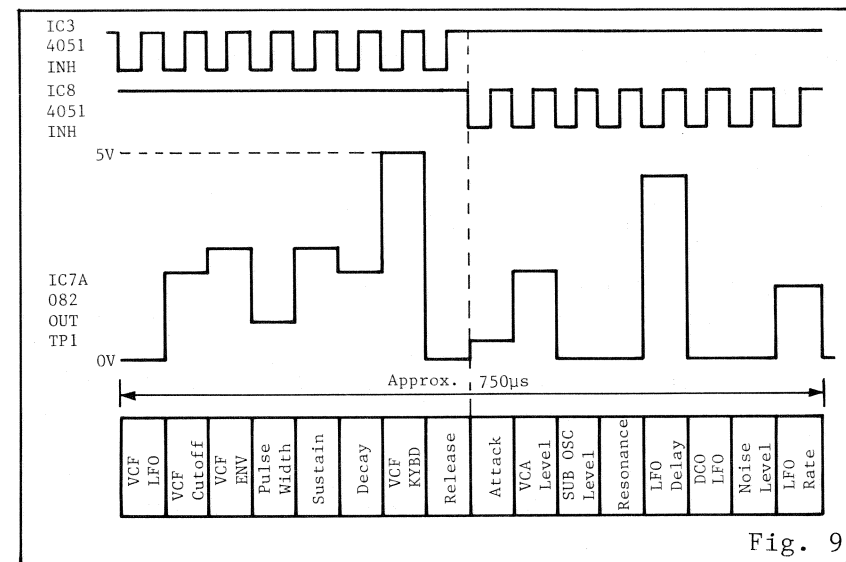 IC3
4051
INH
IC8
4051
INH
5V
IC7A
082
OUT
TP1
0V
Approx. 750µs
VCF
LFO
VCF
Cutoff
VCF
ENV
Pulse
Width
Sustain
Decay
VCF
KYBD
Release
Attack
VCA
Level
SUB OSC
Level
Resonance
LFO
Delay
DCO
LFO
Noise
Level
LFO
Rate
Fig. 9